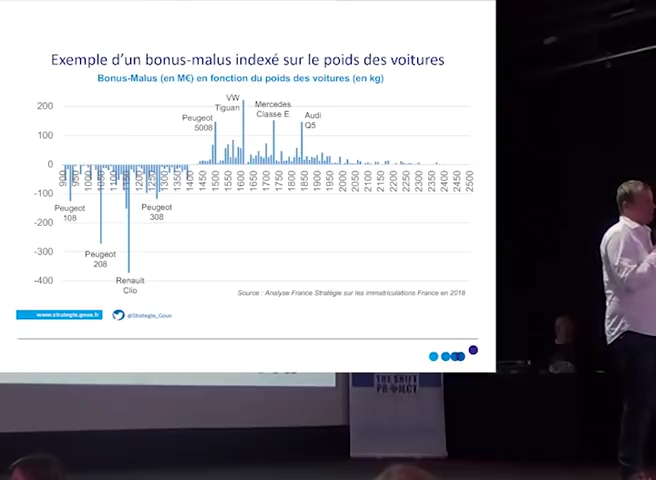 Exemple d'un bonus-malus indexé sur le poids des voitures
Bonus-Malus (en M€) en fonction du poids des voitures (en kg)
200
100
0
-100
-200
-300
-400
VW
Tiguan
Mercedes
Classe E
Audi
Q5
Peugeot
5008
900 950 1000 1050 1100 1150 1200 1250 1300 1350 1400 1450 1500 1550 1600 1650 1700 1750 1800 1850 1900 1950 2000 2050 2100 2150 2200 2250 2300 2350 2400 2450 2500
Peugeot
108
Peugeot
308
Peugeot
208
Renault
Clio
Source : Analyse France Stratégie sur les immatriculations France en 2018
www.strategie.gouv.fr
@Strategie_Gouv
THE SHIFT
PROJECT